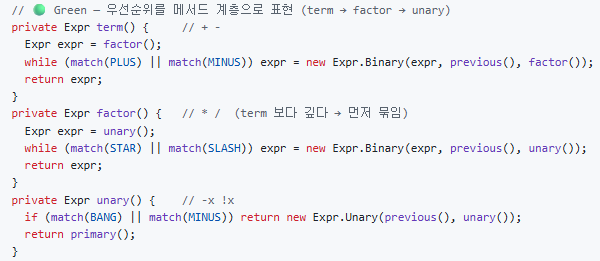 // 🟢 Green — 우선순위를 메서드 계층으로 표현 (term → factor → unary)
private Expr term() {      // + -
  Expr expr = factor();
  while (match(PLUS) || match(MINUS)) expr = new Expr.Binary(expr, previous(), factor());
  return expr;
}
private Expr factor() {   // * /  (term 보다 깊다 → 먼저 묶임)
  Expr expr = unary();
  while (match(STAR) || match(SLASH)) expr = new Expr.Binary(expr, previous(), unary());
  return expr;
}
private Expr unary() {    // -x !x
  if (match(BANG) || match(MINUS)) return new Expr.Unary(previous(), unary());
  return primary();
}